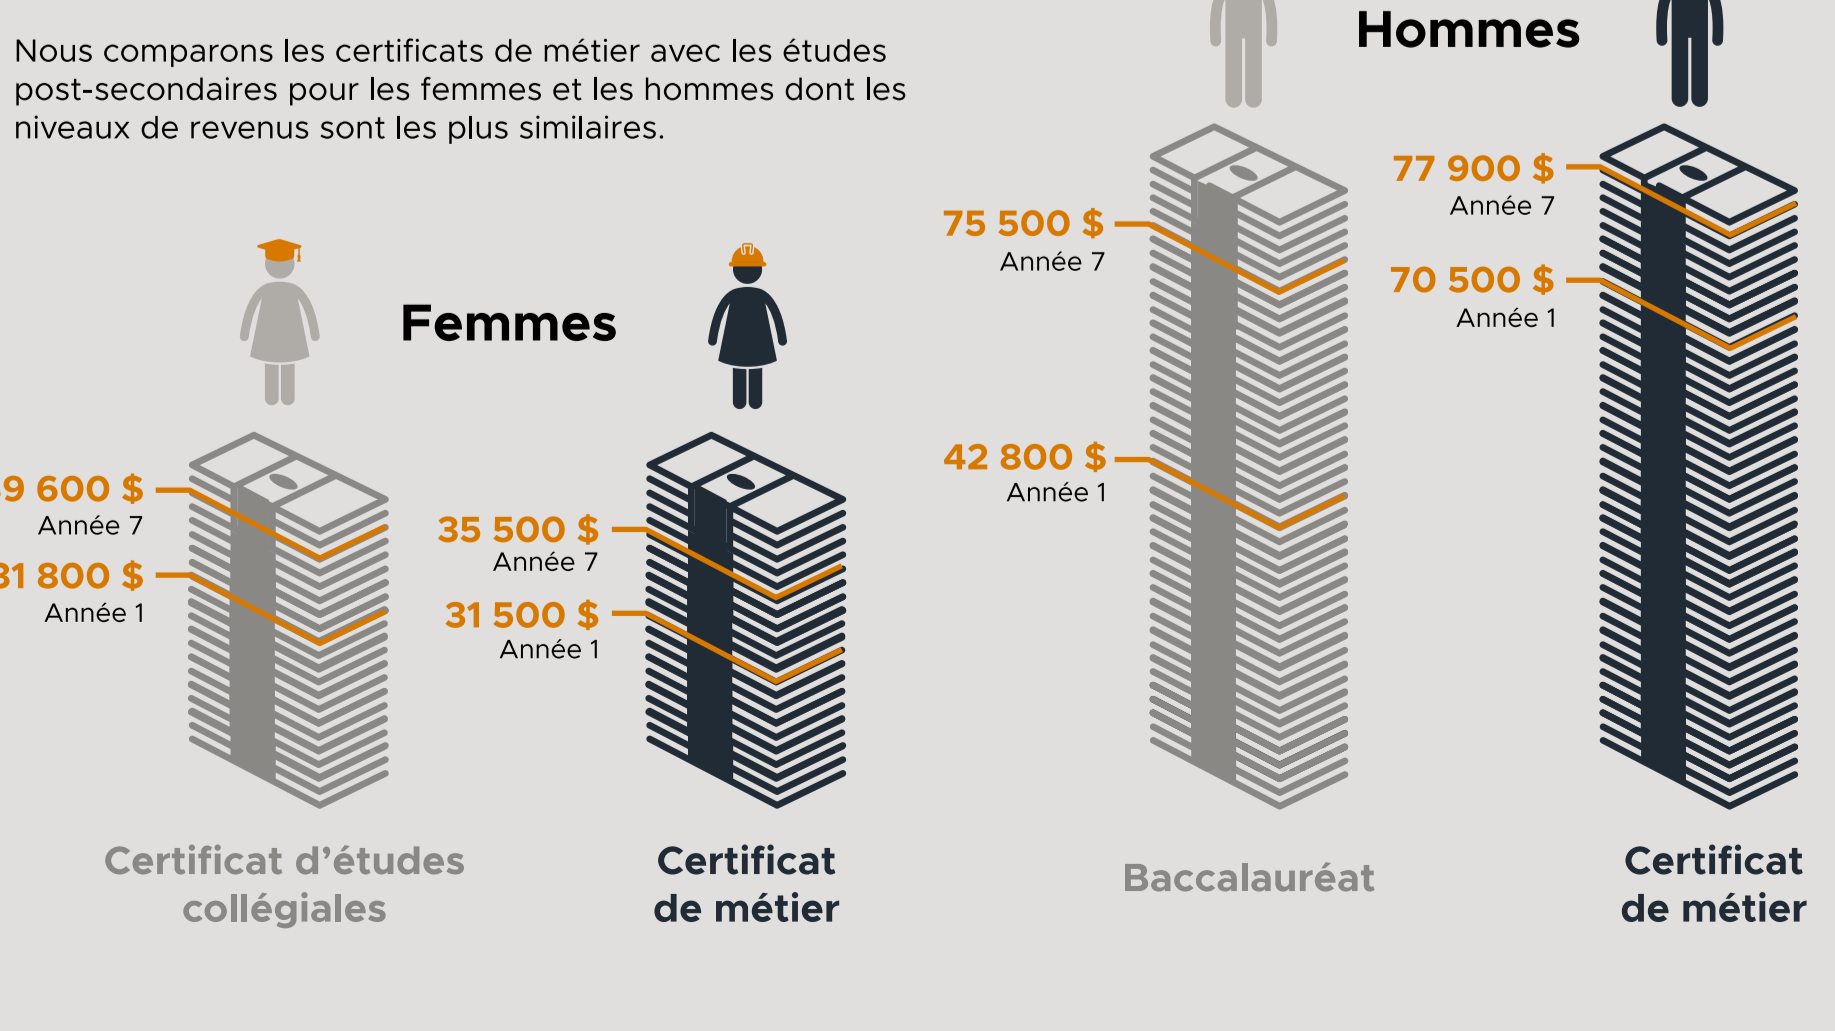 Nous comparons les certificats de métier avec les études
post-secondaires pour les femmes et les hommes dont les
niveaux de revenus sont les plus similaires.
Femmes
9 600 $
Année 7
31 800 $
Année 1
Certificat d’études
collégiales
35 500 $
Année 7
31 500 $
Année 1
Certificat
de métier
Hommes
75 500 $
Année 7
42 800 $
Année 1
Baccalauréat
77 900 $
Année 7
70 500 $
Année 1
Certificat
de métier